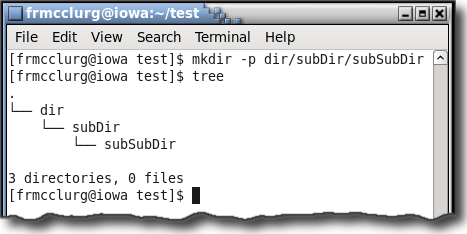 frmcclurg@iowa:~/test
File Edit View Search Terminal Help
[frmcclurg@iowa test]$ mkdir -p dir/subDir/subSubDir
[frmcclurg@iowa test]$ tree
.
└── dir
    └── subDir
        └── subSubDir
3 directories, 0 files
[frmcclurg@iowa test]$